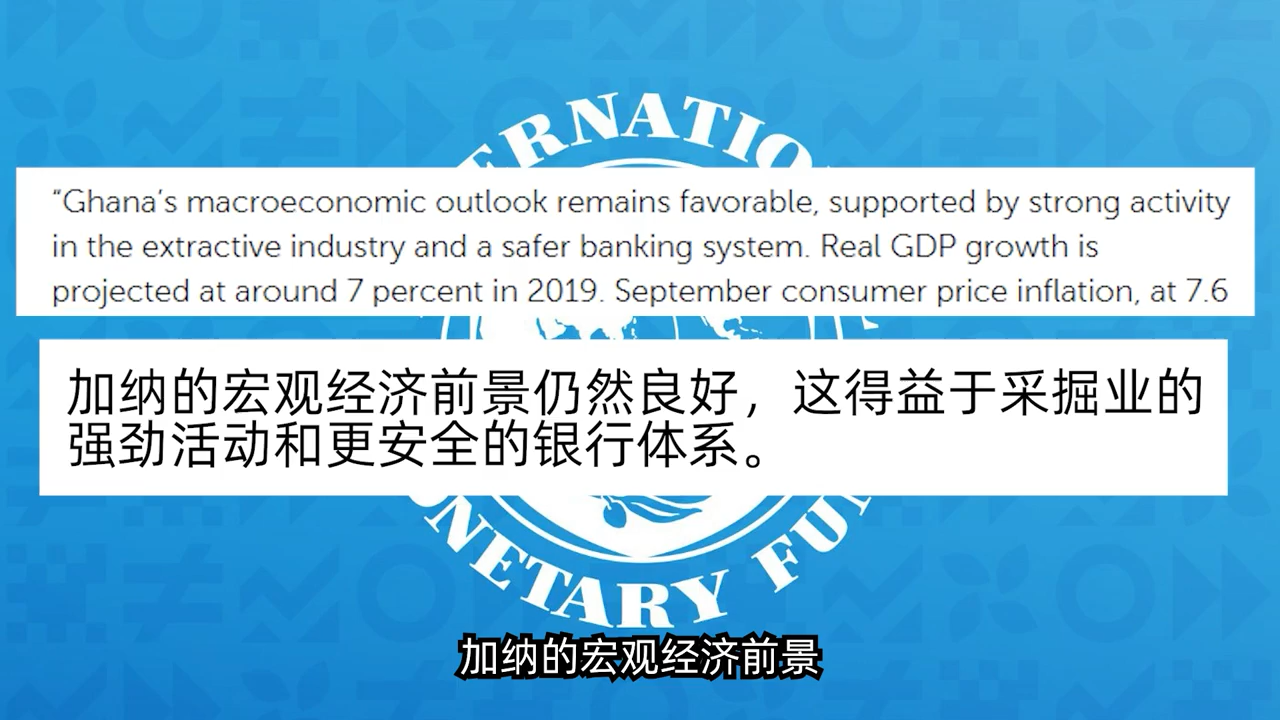 ERNATIO
“Ghana’s macroeconomic outlook remains favorable, supported by strong activity
in the extractive industry and a safer banking system. Real GDP growth is
projected at around 7 percent in 2019. September consumer price inflation, at 7.6
加纳的宏观经济前景仍然良好，这得益于采掘业的
强劲活动和更安全的银行体系。
ONETARY FUN
加纳的宏观经济前景